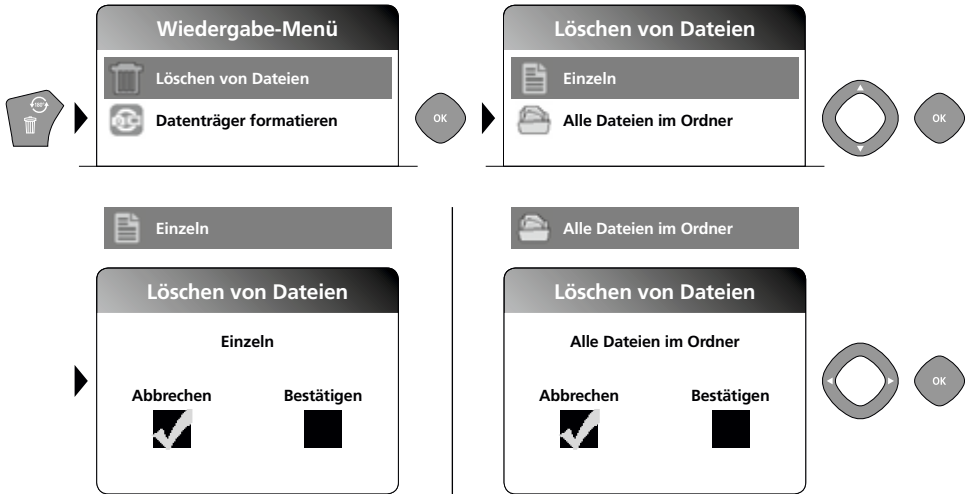 Wiedergabe-Menü
Löschen von Dateien
Datenträger formatieren
180°
OK
Löschen von Dateien
Einzeln
Alle Dateien im Ordner
OK
Einzeln
Löschen von Dateien
Einzeln
Abbrechen Bestätigen
Alle Dateien im Ordner
Löschen von Dateien
Alle Dateien im Ordner
Abbrechen Bestätigen
OK